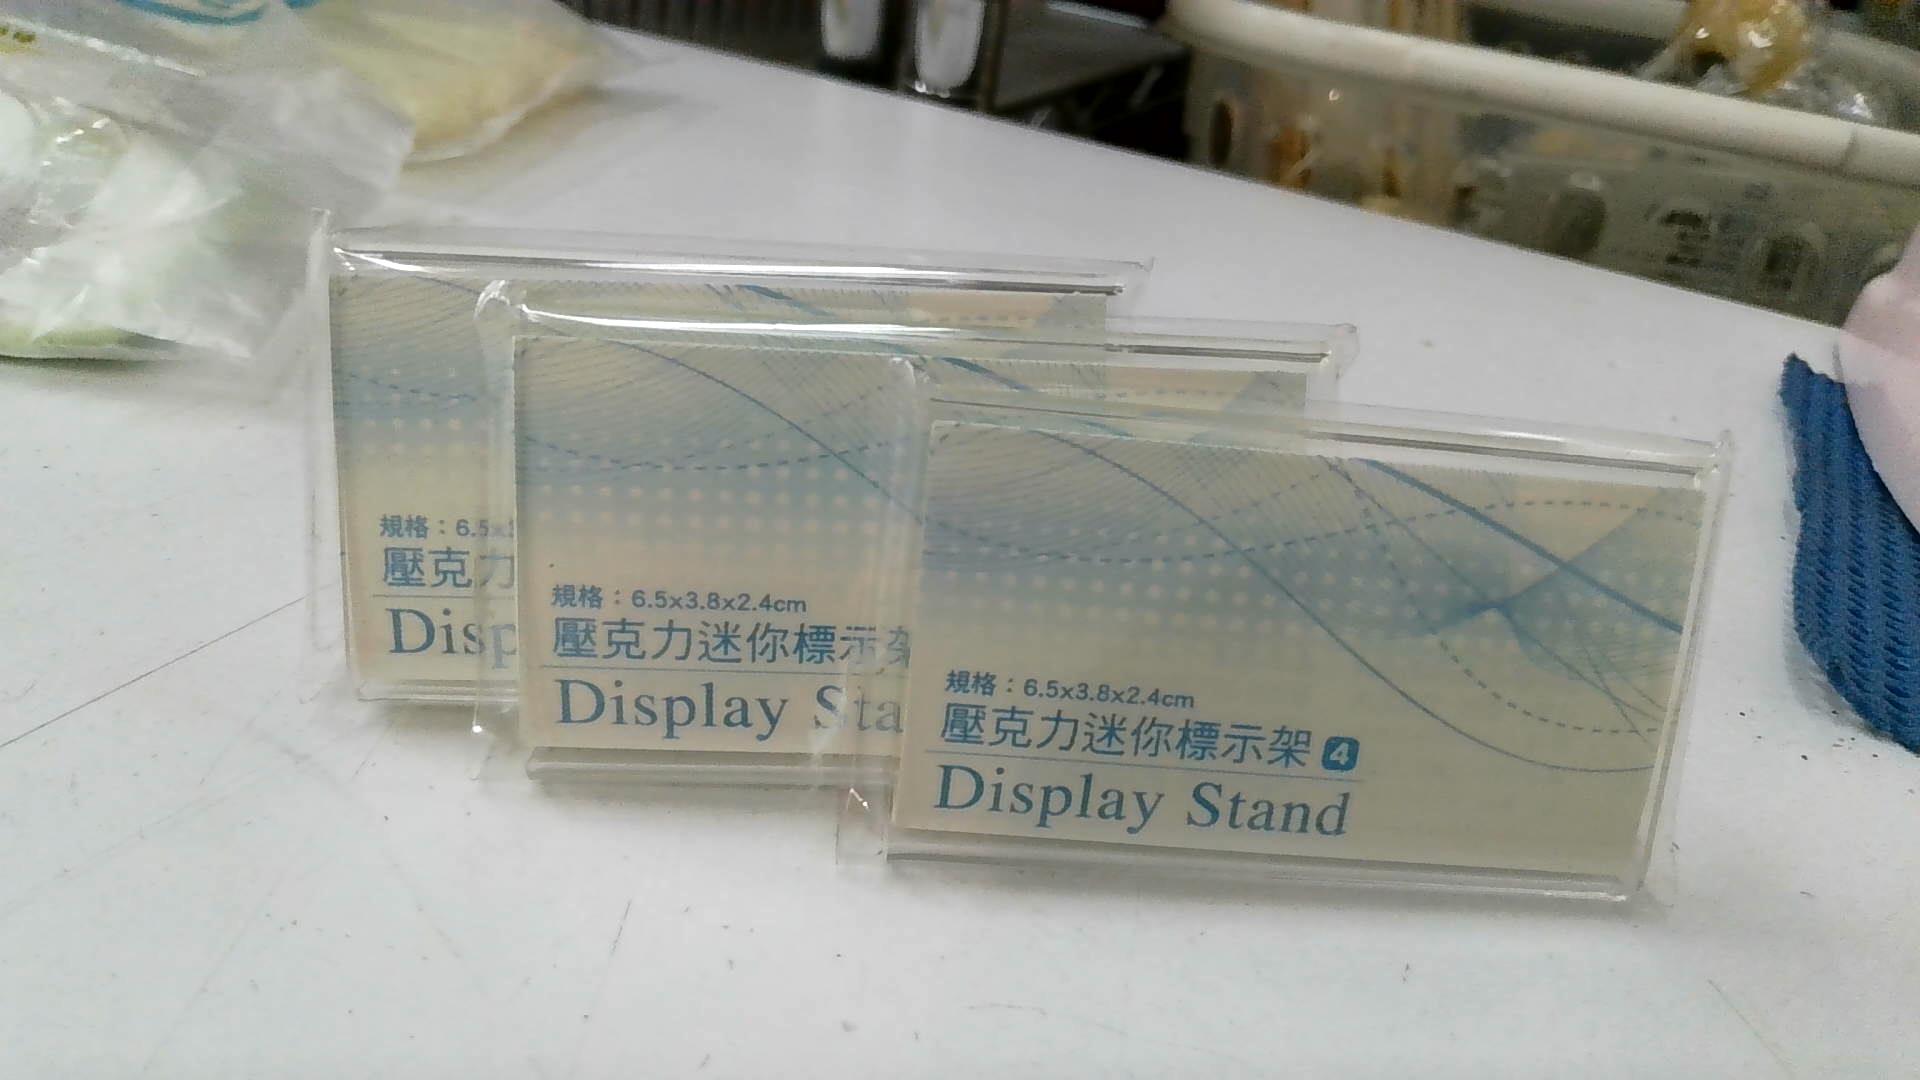 規格：6.5x
壓克力
Disp
規格：6.5x3.8x2.4cm
壓克力迷你標示架
Display Sta
規格：6.5x3.8x2.4cm
壓克力迷你標示架 4
Display Stand